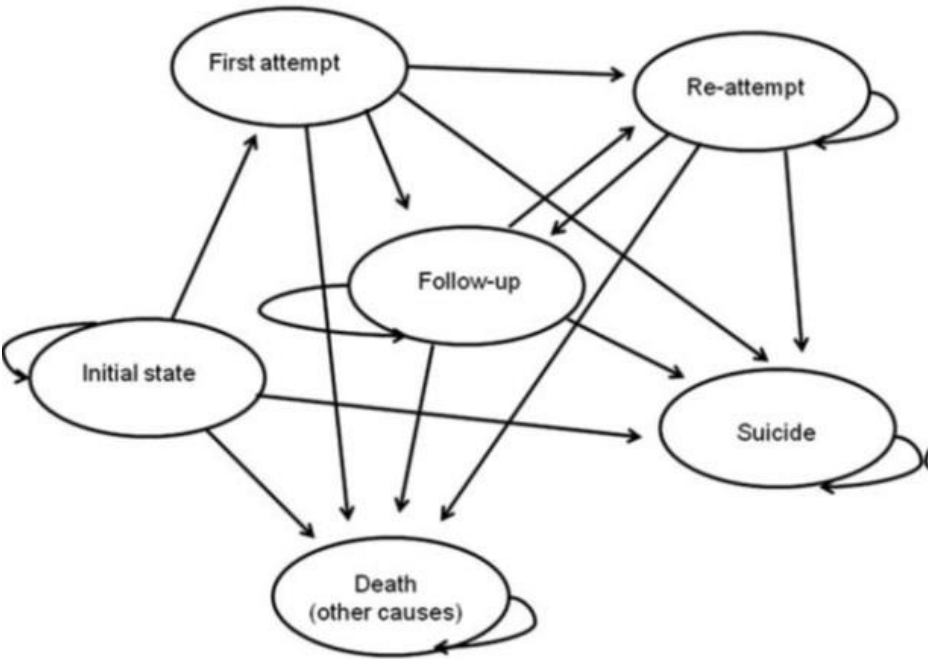 First attempt
Re-attempt
Follow-up
Initial state
Suicide
Death
(other causes)